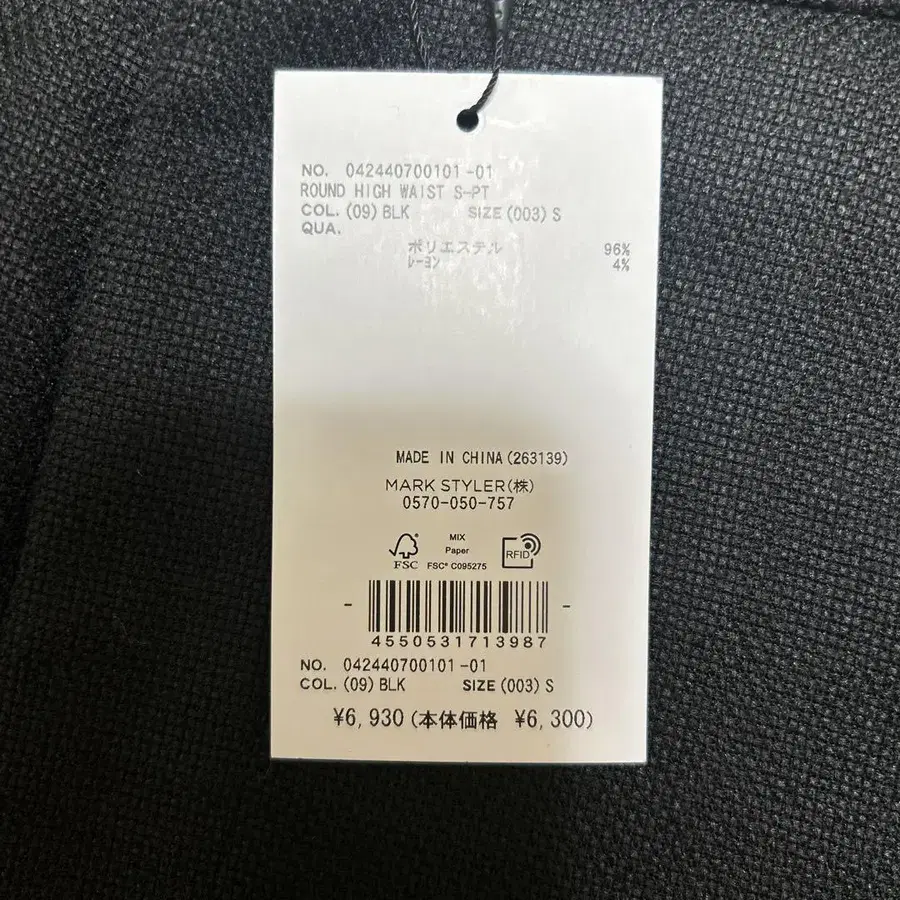 NO. 042440700101-01
ROUND HIGH WAIST S-PT
COL.(09)BLK SIZE(003)S
QUA.
ポリエステル 96%
ﾚｰﾖﾝ 4%
MADE IN CHINA(263139)
MARK STYLER(株)
0570-050-757
MIX
Paper
FSC FSC® C095275
RFID
4550531713987
NO. 042440700101-01
COL.(09)BLK SIZE(003)S
¥6,930(本体価格 ¥6,300)